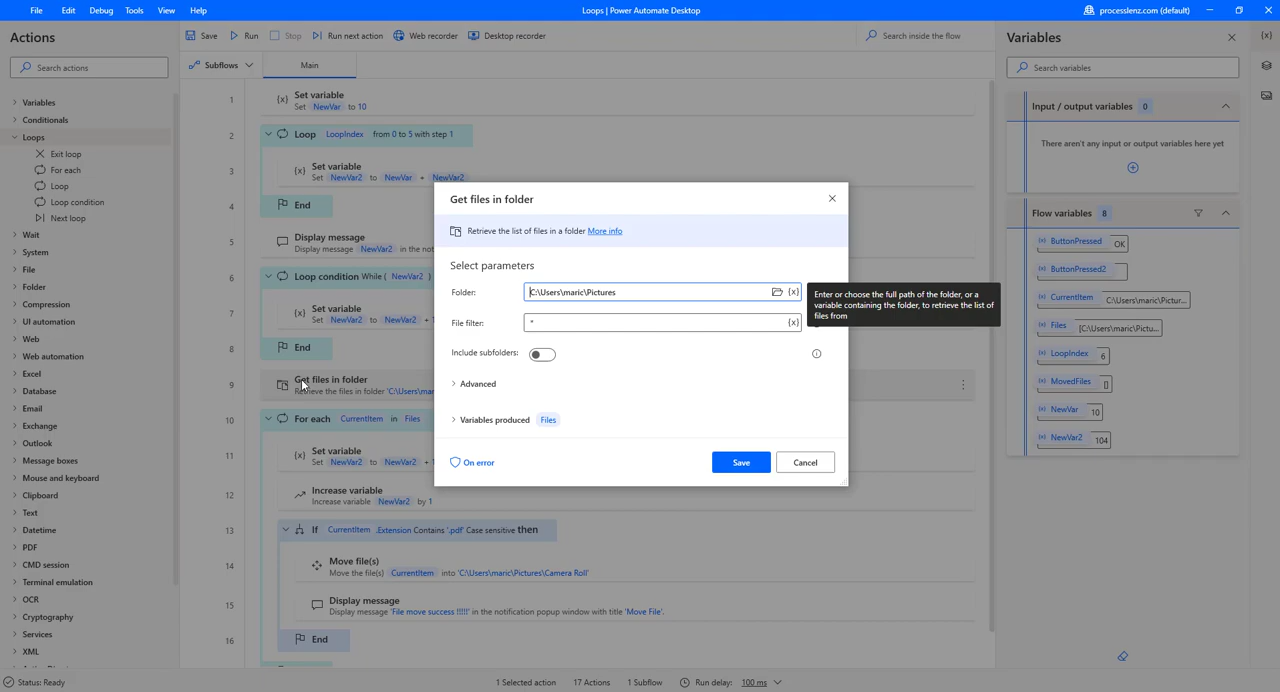 File Edit Debug Tools View Help
Loops | Power Automate Desktop
processlenz.com (default)
Actions
Search actions
Variables
Conditionals
Loops
Exit loop
For each
Loop
Loop condition
Next loop
Wait
System
File
Folder
Compression
UI automation
Web
Web automation
Excel
Database
Email
Exchange
Outlook
Message boxes
Mouse and keyboard
Clipboard
Text
Datetime
PDF
CMD session
Terminal emulation
OCR
Cryptography
Services
XML
Save Run Stop Run next action Web recorder Desktop recorder
Search inside the flow
Subflows Main
1 {x} Set variable
Set NewVar to 10
2 Loop LoopIndex from 0 to 5 with step 1
3 {x} Set variable
Set NewVar2 to NewVar + NewVar2
4 End
5 Display message
Display message NewVar2 in the not
6 Loop condition While ( NewVar2 )
7 {x} Set variable
Set NewVar2 to NewVar2 + 1
8 End
9 Get files in folder
Retrieve the files in folder 'C:\Users\mar
10 For each CurrentItem in Files
11 {x} Set variable
Set NewVar2 to NewVar2 + 1
12 Increase variable
Increase variable NewVar2 by 1
13 If CurrentItem .Extension Contains '.pdf' Case sensitive then
14 Move file(s)
Move the file(s) CurrentItem into 'C:\Users\maric\Pictures\Camera Roll'
15 Display message
Display message 'File move success !!!!!' in the notification popup window with title 'Move File'.
16 End
Get files in folder
Retrieve the list of files in a folder More info
Select parameters
Folder: C:\Users\maric\Pictures {x}
File filter: * {x}
Include subfolders:
Advanced
Variables produced Files
On error Save Cancel
Enter or choose the full path of the folder, or a
variable containing the folder, to retrieve the list of
files from
Variables
{x}
Search variables
Input / output variables 0
There aren't any input or output variables here yet
Flow variables 8
(x) ButtonPressed OK
(x) ButtonPressed2
(x) CurrentItem C:\Users\maric\Pictur...
(x) Files [C:\Users\maric\Pictu...
(x) LoopIndex 6
(x) MovedFiles []
(x) NewVar 10
(x) NewVar2 104
Status: Ready 1 Selected action 17 Actions 1 Subflow Run delay: 100 ms